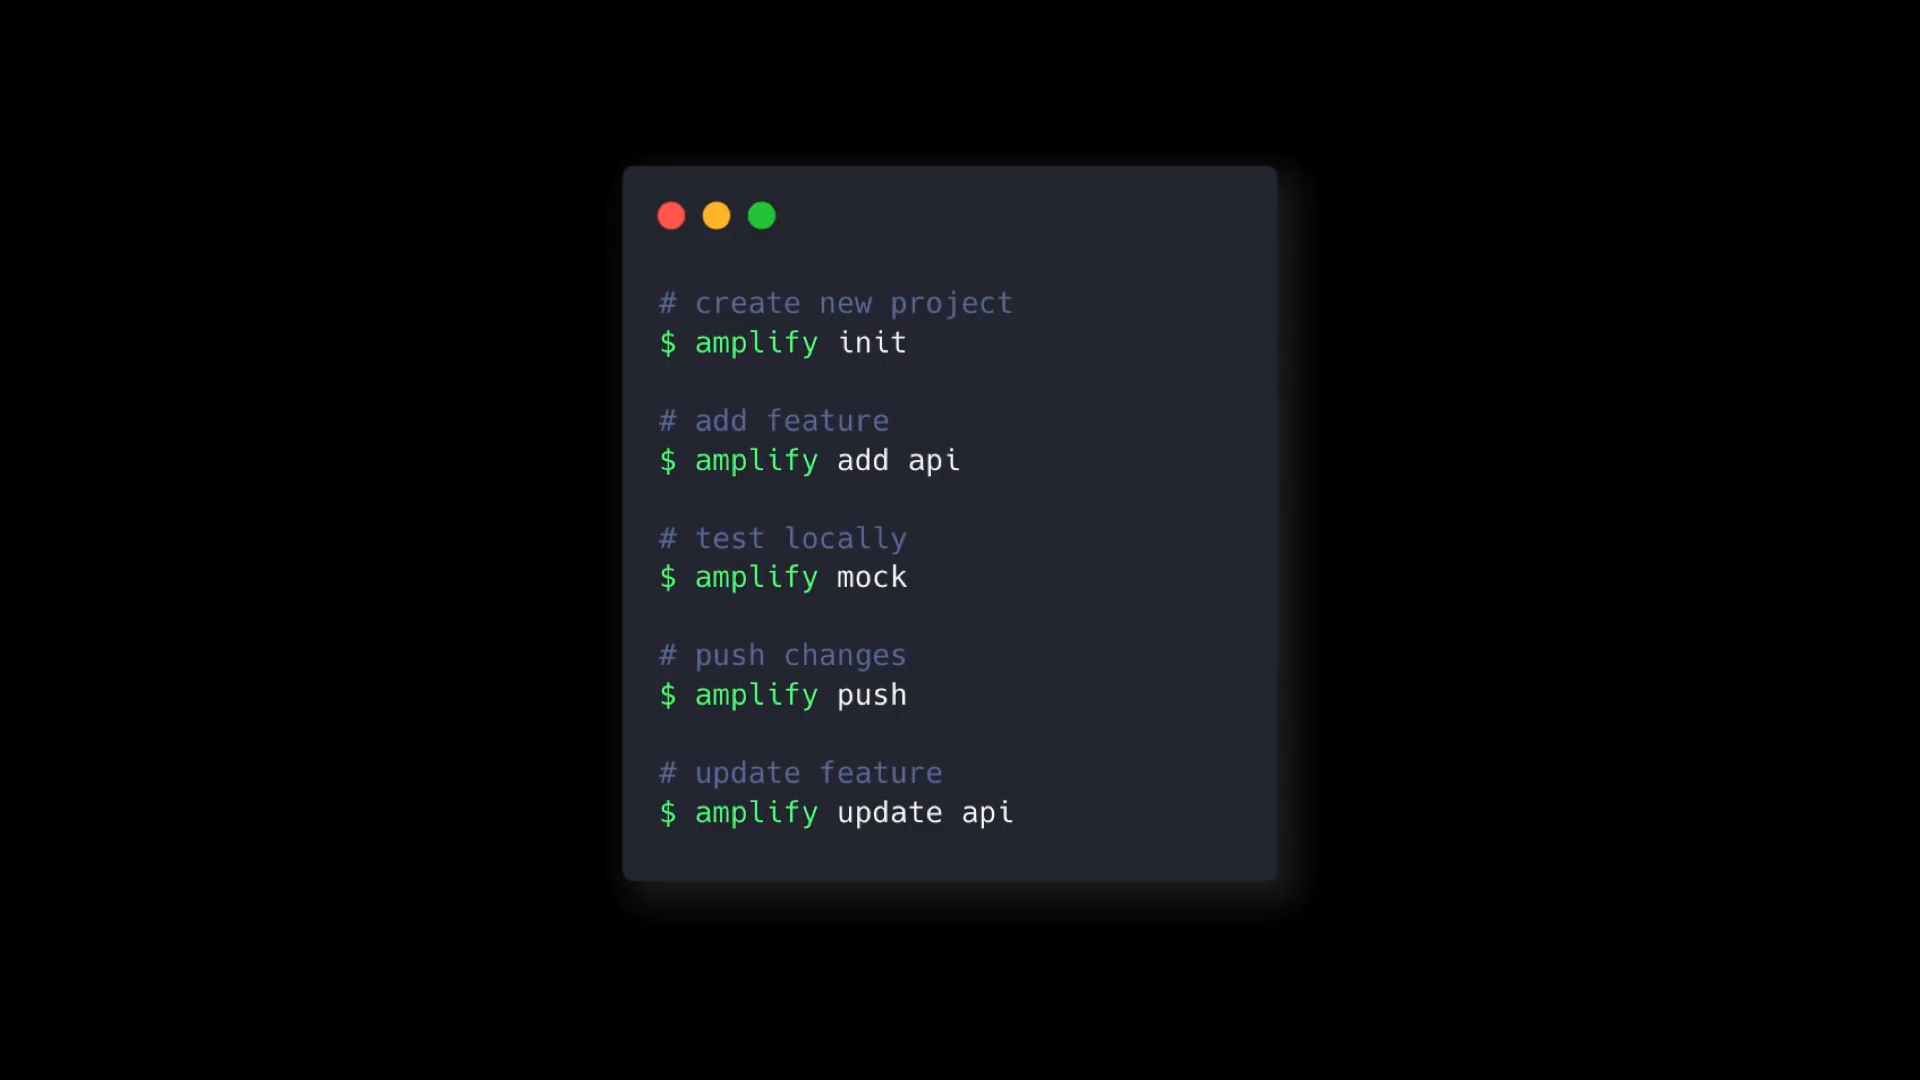 # create new project
$ amplify init
# add feature
$ amplify add api
# test locally
$ amplify mock
# push changes
$ amplify push
# update feature
$ amplify update api